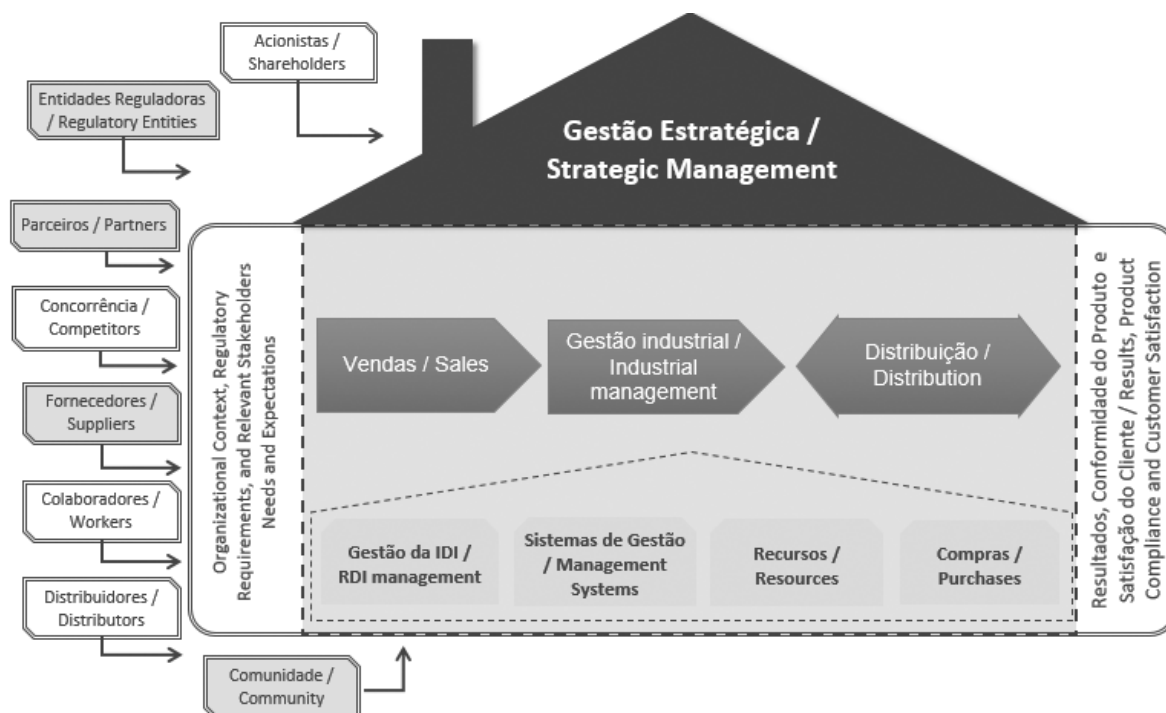 Acionistas /
Shareholders
Entidades Reguladoras
/ Regulatory Entities
Gestão Estratégica /
Strategic Management
Parceiros / Partners
Concorrência /
Competitors
Fornecedores /
Suppliers
Colaboradores /
Workers
Distribuidores /
Distributors
Comunidade /
Community
Organizational Context, Regulatory
Requirements, and Relevant Stakeholders
Needs and Expectations
Vendas / Sales
Gestão industrial /
Industrial
management
Distribuição /
Distribution
Gestão da IDI /
RDI management
Sistemas de Gestão
/ Management
Systems
Recursos /
Resources
Compras /
Purchases
Resultados, Conformidade do Produto e
Satisfação do Cliente / Results, Product
Compliance and Customer Satisfaction